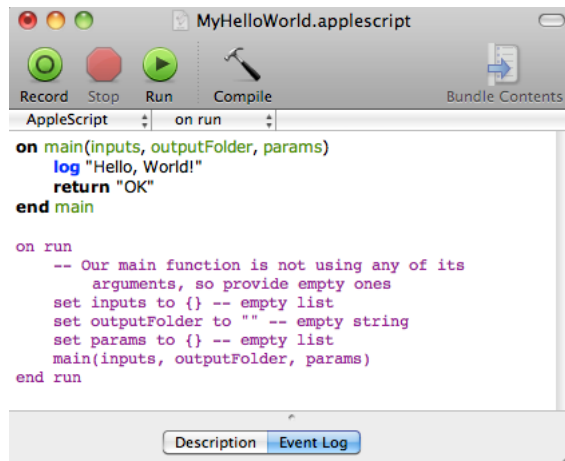 MyHelloWorld.applescript
Record Stop Run Compile Bundle Contents
AppleScript on run
on main(inputs, outputFolder, params)
log "Hello, World!"
return "OK"
end main
on run
-- Our main function is not using any of its
arguments, so provide empty ones
set inputs to {} -- empty list
set outputFolder to "" -- empty string
set params to {} -- empty list
main(inputs, outputFolder, params)
end run
Description Event Log